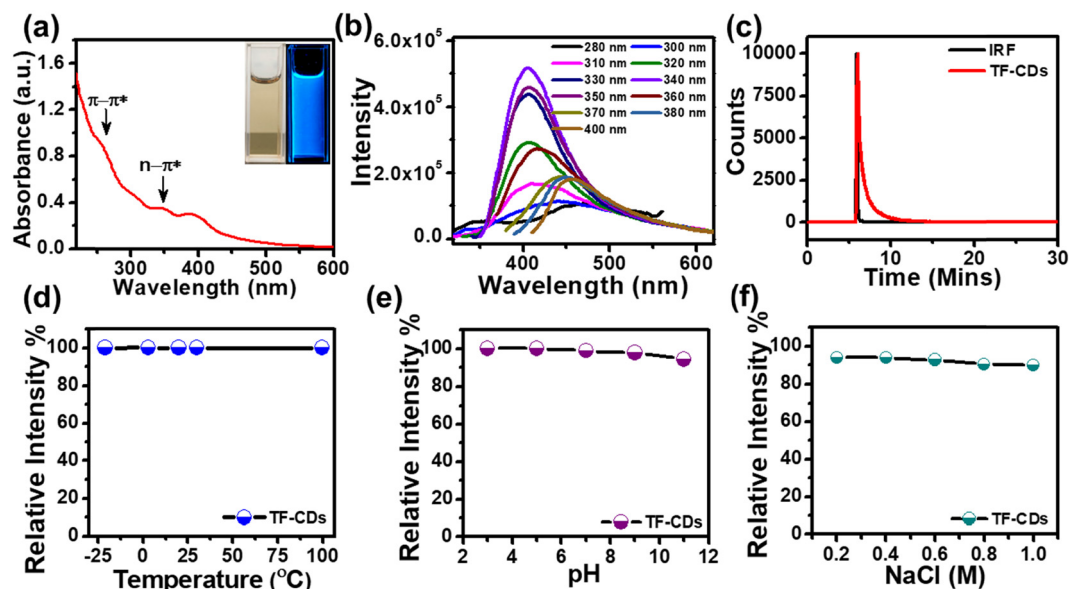 (a)
Absorbance (a.u.)
1.6
1.2
0.8
0.4
0.0
π–π*
n–π*
300
400
500
600
Wavelength (nm)
(b)
Intensity
6.0x10⁵
4.0x10⁵
2.0x10⁵
0.0
280 nm
300 nm
310 nm
320 nm
330 nm
340 nm
350 nm
360 nm
370 nm
380 nm
400 nm
400
500
600
Wavelength (nm)
(c)
Counts
10000
7500
5000
2500
0
IRF
TF-CDs
0
10
20
30
Time (Mins)
(d)
Relative Intensity %
100
80
60
40
20
0
TF-CDs
-25
0
25
50
75
100
Temperature (°C)
(e)
Relative Intensity %
100
80
60
40
20
0
TF-CDs
2
4
6
8
10
12
pH
(f)
Relative Intensity %
100
80
60
40
20
0
TF-CDs
0.2
0.4
0.6
0.8
1.0
NaCl (M)